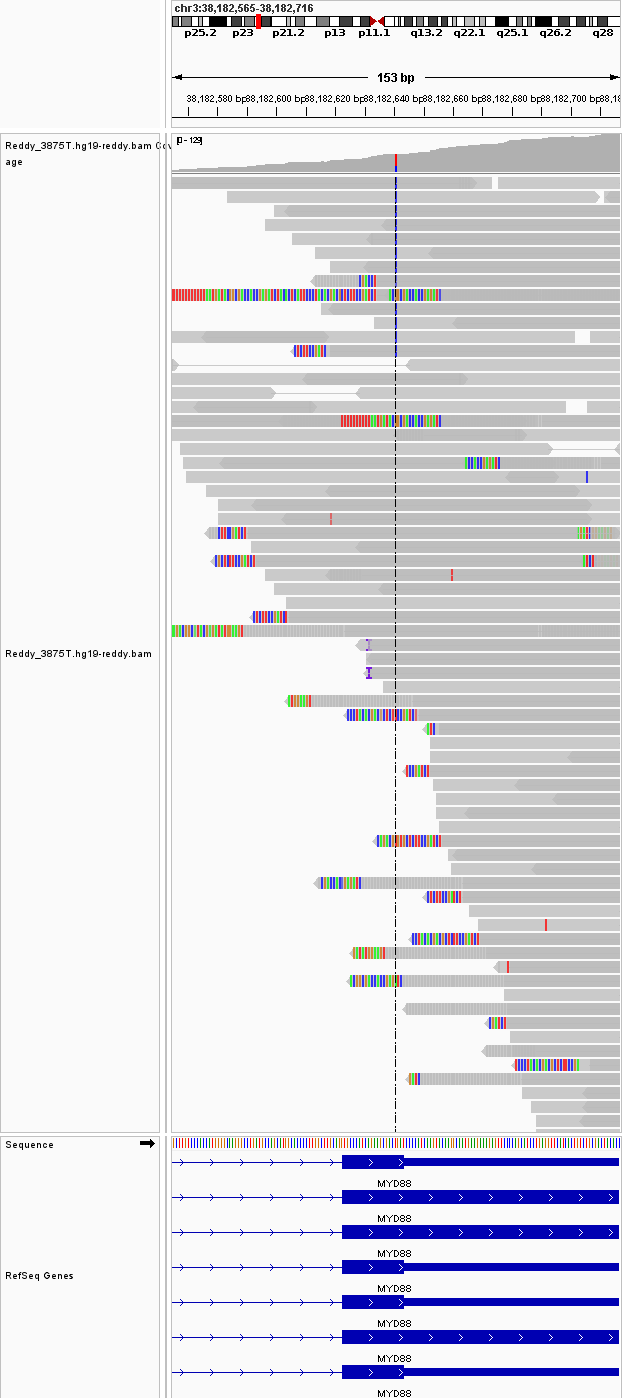 chr3:38,182,565-38,182,716
p25.2 p23 p21.2 p13 p11.1 q13.2 q22.1 q25.1 q26.2 q28
153 bp
38,182,580 bp 38,182,600 bp 38,182,620 bp 38,182,640 bp 38,182,660 bp 38,182,680 bp 38,182,700 bp
Reddy_3875T.hg19-reddy.bam Cov
age
[0 - 129]
Reddy_3875T.hg19-reddy.bam
Sequence
MYD88
MYD88
MYD88
RefSeq Genes
MYD88
MYD88
MYD88
MYD88